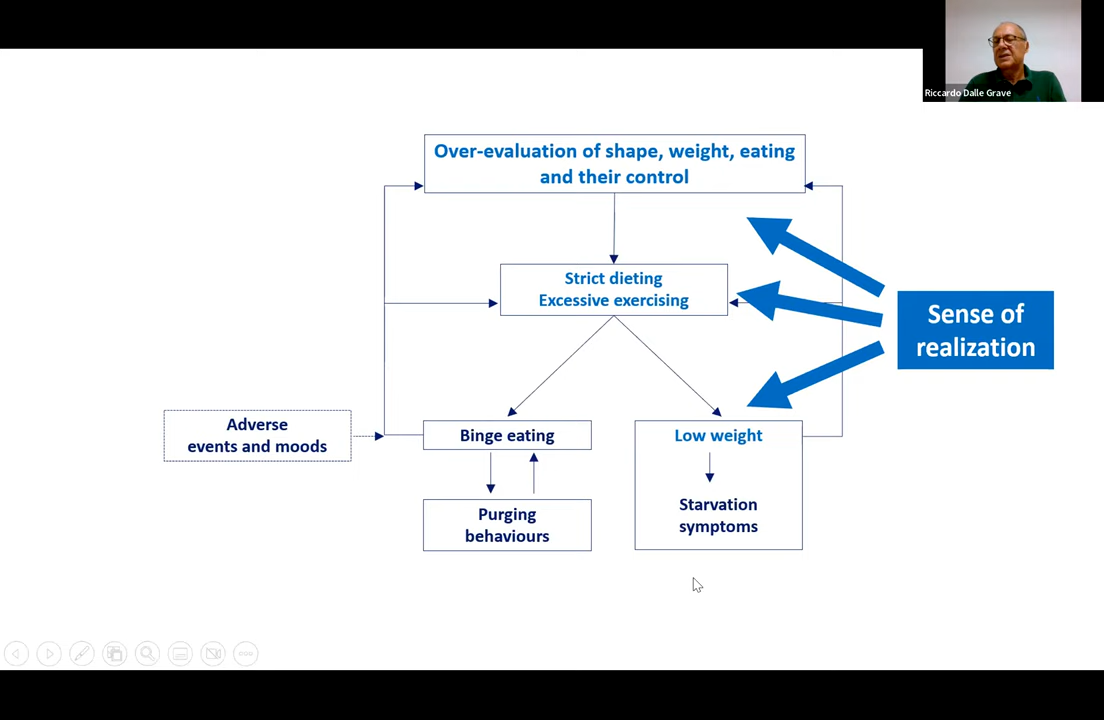 Riccardo Dalle Grave
Over-evaluation of shape, weight, eating
and their control
Strict dieting
Excessive exercising
Sense of
realization
Adverse
events and moods
Binge eating
Low weight
Purging
behaviours
Starvation
symptoms